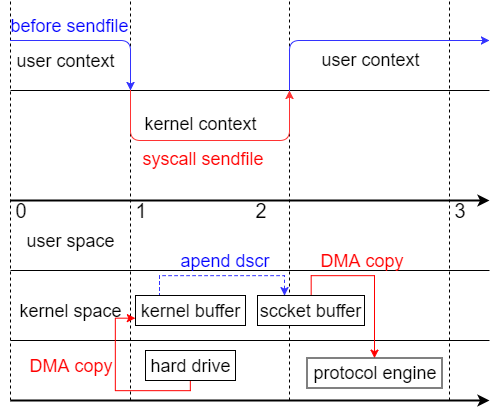 before sendfile
user context
user context
kernel context
syscall sendfile
0
1
2
3
user space
apend dscr
DMA copy
kernel space
kernel buffer
sccket buffer
DMA copy
hard drive
protocol engine